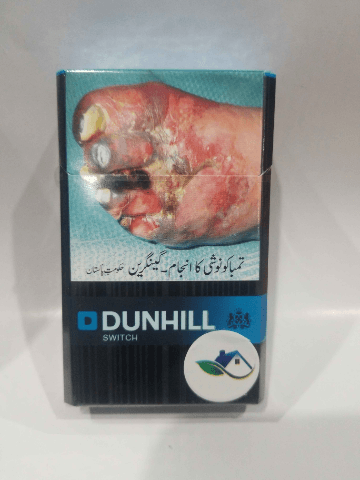 تمباکو نوشی کا انجام - گینگرین حکومتِ پاکستان
DUNHILL
SWITCH